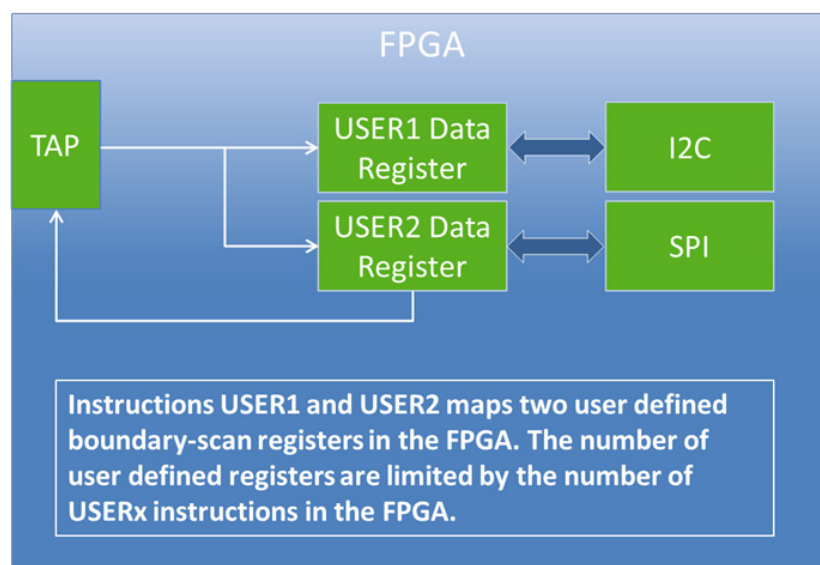 FPGA
TAP
USER1 Data
Register
I2C
USER2 Data
Register
SPI
Instructions USER1 and USER2 maps two user defined
boundary-scan registers in the FPGA. The number of
user defined registers are limited by the number of
USERx instructions in the FPGA.